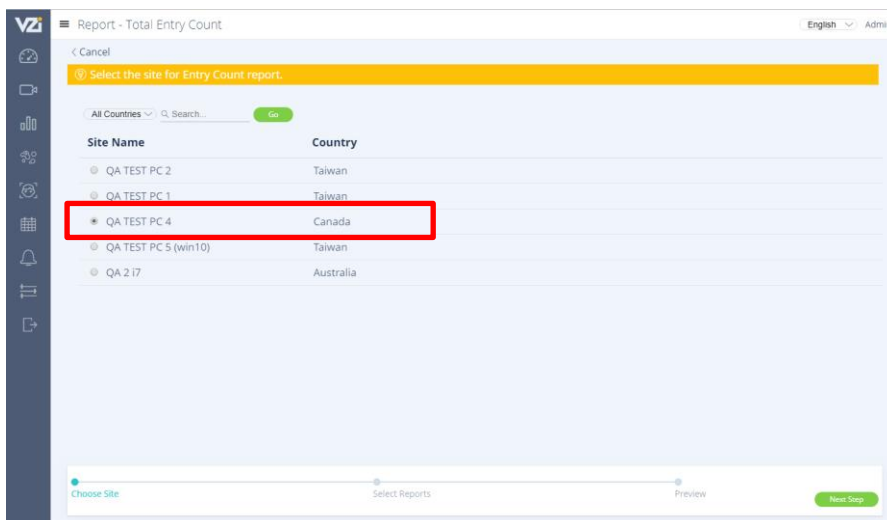 VZi Report - Total Entry Count English Admi
< Cancel
Select the site for Entry Count report.
All Countries Search... Go
Site Name Country
QA TEST PC 2 Taiwan
QA TEST PC 1 Taiwan
QA TEST PC 4 Canada
QA TEST PC 5 (win10) Taiwan
QA 2 i7 Australia
Choose Site Select Reports Preview Next Step